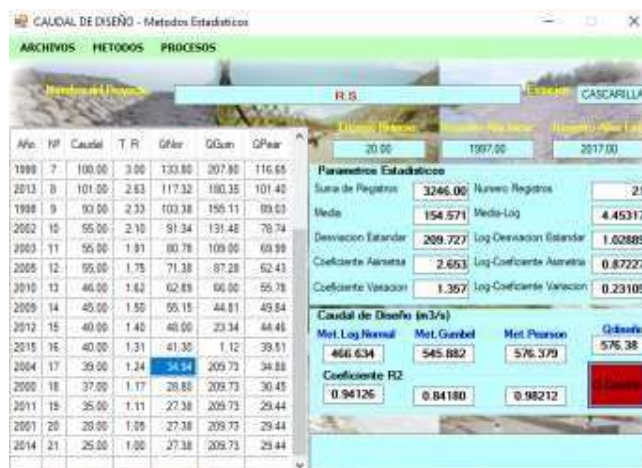 CAUDAL DE DISEÑO - Metodos Estadisticos
ARCHIVOS METODOS PROCESOS
Nombre del Proyecto R.S. Estacion CASCARILLA
20.00 1997.00 2017.00
Año Nº Caudal T R QNor QGum QPear
1999 7 100.00 3.00 133.80 207.80 116.68
2013 8 101.00 2.63 117.32 180.35 101.40
1998 9 93.00 2.33 103.38 155.11 89.03
2002 10 55.00 2.10 91.34 131.48 78.74
2003 11 55.00 1.91 80.78 109.00 69.99
2005 12 55.00 1.75 71.38 87.28 62.43
2010 13 46.00 1.62 62.89 66.00 55.78
2009 14 45.00 1.50 55.15 44.81 49.84
2012 15 40.00 1.40 48.00 23.34 44.46
2015 16 40.00 1.31 41.30 1.12 39.51
2004 17 39.00 1.24 34.94 209.73 34.88
2000 18 37.00 1.17 28.80 209.73 30.45
2011 19 35.00 1.11 27.38 209.73 29.44
2001 20 28.00 1.05 27.38 209.73 29.44
2014 21 25.00 1.00 27.38 209.73 29.44
Parametros Estadisticos
Suma de Registros 3246.00 Numero Registros
Media 154.571 Media-Log 4.45317
Desviacion Estandar 209.727 Log-Desviacion Estandar 1.02889
Coeficiente Asimetria 2.653 Log-Coeficiente Asimetria 0.87227
Coeficiente Variacion 1.357 Log-Coeficiente Variacion 0.23105
Caudal de Diseño (m3/s)
Met.Log.Normal Met.Gumbel Met.Pearson Qdiseño
466.634 545.882 576.379 576.38
Coeficiente R2
0.94126 0.84180 0.98212